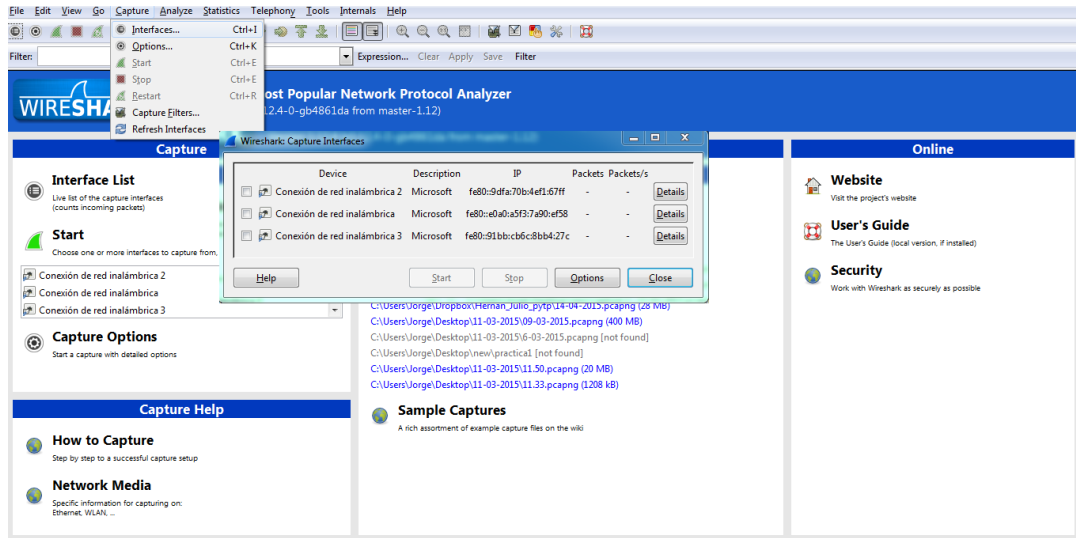 File Edit View Go Capture Analyze Statistics Telephony Tools Internals Help
Interfaces... Ctrl+I
Options... Ctrl+K
Start Ctrl+E
Stop Ctrl+E
Restart Ctrl+R
Capture Filters...
Refresh Interfaces
Filter: Expression... Clear Apply Save Filter
WIRESHA
ost Popular Network Protocol Analyzer
12.4-0-gb4861da from master-1.12)
Wireshark: Capture Interfaces
Device Description IP Packets Packets/s
Conexión de red inalámbrica 2 Microsoft fe80::9dfa:70b:4ef1:67ff - - Details
Conexión de red inalámbrica Microsoft fe80::e0a0:a5f3:7a90:ef58 - - Details
Conexión de red inalámbrica 3 Microsoft fe80::91bb:cb6c:8bb4:27c - - Details
Help Start Stop Options Close
Capture
Interface List
Live list of the capture interfaces
(counts incoming packets)
Start
Choose one or more interfaces to capture from,
Conexión de red inalámbrica 2
Conexión de red inalámbrica
Conexión de red inalámbrica 3
Capture Options
Start a capture with detailed options
Capture Help
How to Capture
Step by step to a successful capture setup
Network Media
Specific information for capturing on:
Ethernet, WLAN, ...
C:\Users\Jorge\Dropbox\Hernan_Julio_pytp\14-04-2015.pcapng (28 MB)
C:\Users\Jorge\Desktop\11-03-2015\09-03-2015.pcapng (400 MB)
C:\Users\Jorge\Desktop\11-03-2015\6-03-2015.pcapng [not found]
C:\Users\Jorge\Desktop\new\practica1 [not found]
C:\Users\Jorge\Desktop\11-03-2015\11.50.pcapng (20 MB)
C:\Users\Jorge\Desktop\11-03-2015\11.33.pcapng (1208 kB)
Sample Captures
A rich assortment of example capture files on the wiki
Online
Website
Visit the project's website
User's Guide
The User's Guide (local version, if installed)
Security
Work with Wireshark as securely as possible